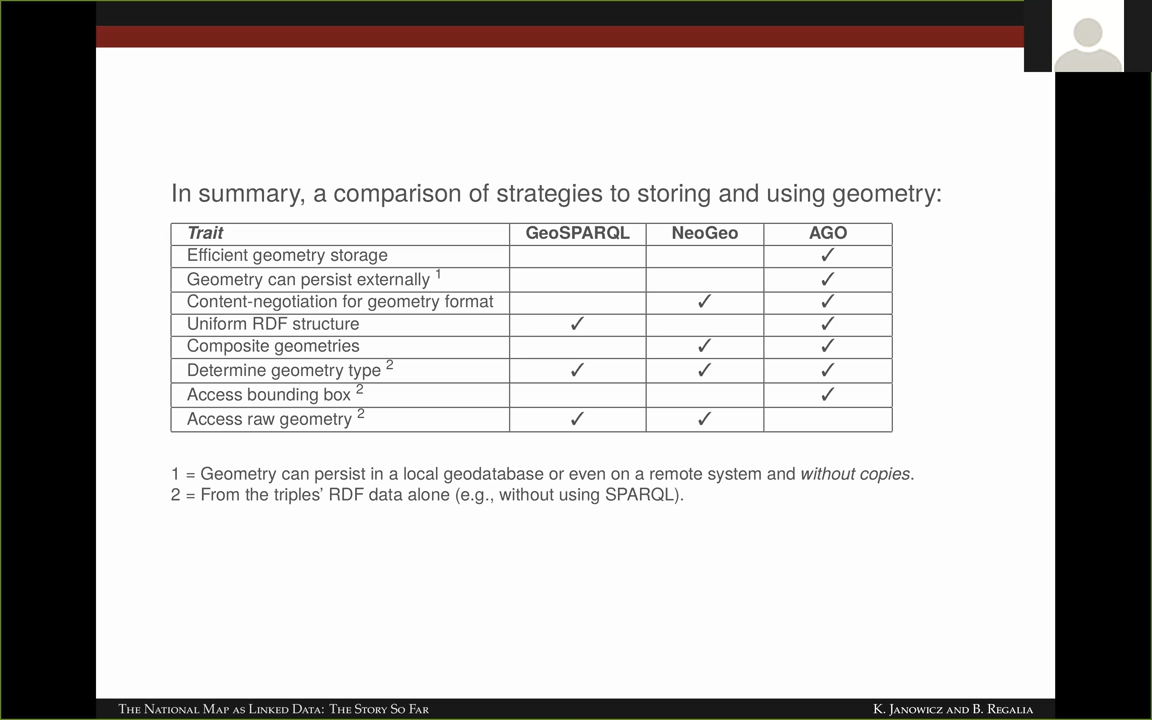 In summary, a comparison of strategies to storing and using geometry:
Trait GeoSPARQL NeoGeo AGO
Efficient geometry storage ✓
Geometry can persist externally 1 ✓
Content-negotiation for geometry format ✓ ✓
Uniform RDF structure ✓ ✓
Composite geometries ✓ ✓
Determine geometry type 2 ✓ ✓ ✓
Access bounding box 2 ✓
Access raw geometry 2 ✓ ✓
1 = Geometry can persist in a local geodatabase or even on a remote system and without copies.
2 = From the triples' RDF data alone (e.g., without using SPARQL).
The National Map as Linked Data: The Story So Far K. Janowicz and B. Regalia